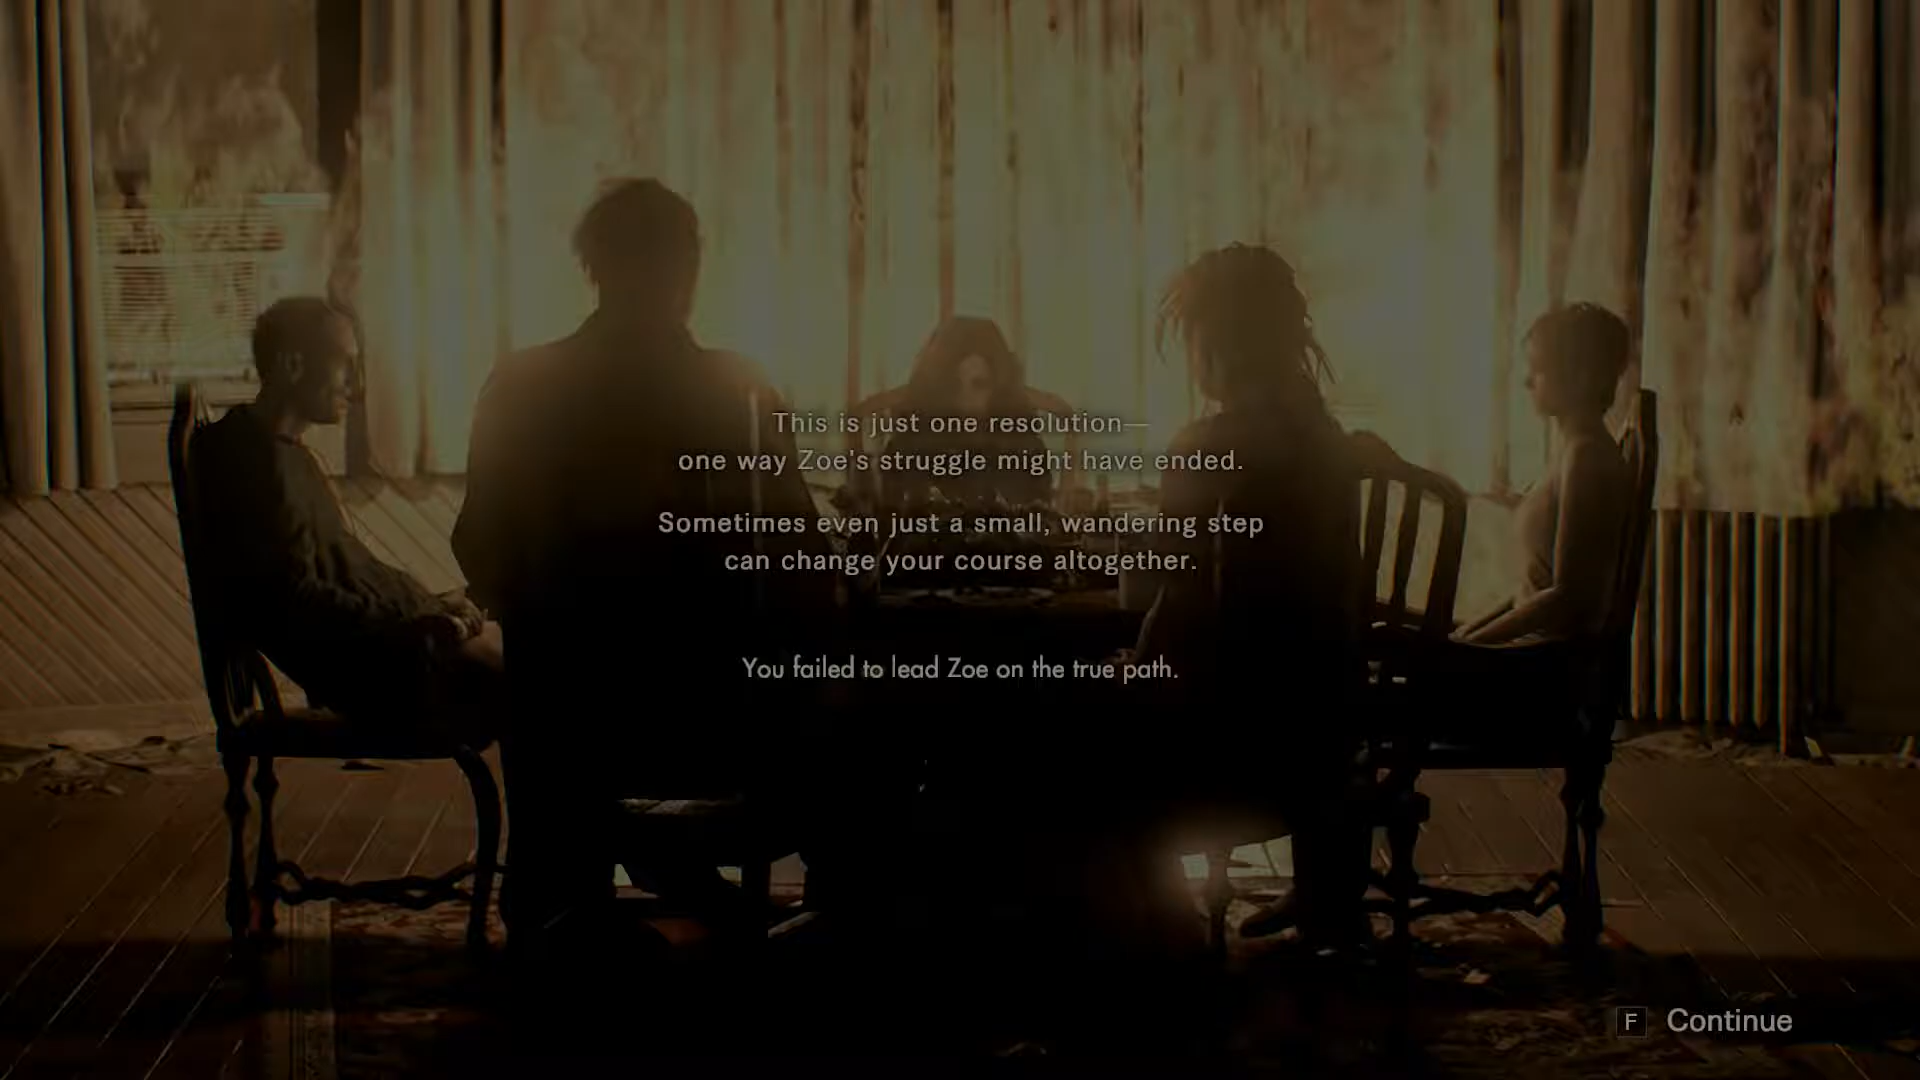 This is just one resolution—
one way Zoe's struggle might have ended.
Sometimes even just a small, wandering step
can change your course altogether.
You failed to lead Zoe on the true path.
F Continue